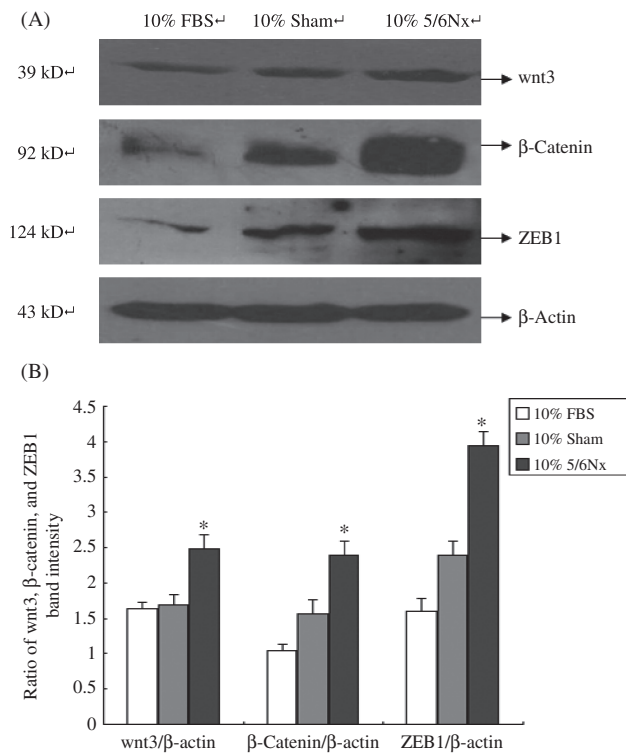 (A)
10% FBS↵ 10% Sham↵ 10% 5/6Nx↵
39 kD↵ wnt3
92 kD↵ β-Catenin
124 kD↵ ZEB1
43 kD↵ β-Actin
(B)
Ratio of wnt3, β-catenin, and ZEB1
band intensity
4.5
4
3.5
3
2.5
2
1.5
1
0.5
0
* * *
10% FBS
10% Sham
10% 5/6Nx
wnt3/β-actin β-Catenin/β-actin ZEB1/β-actin